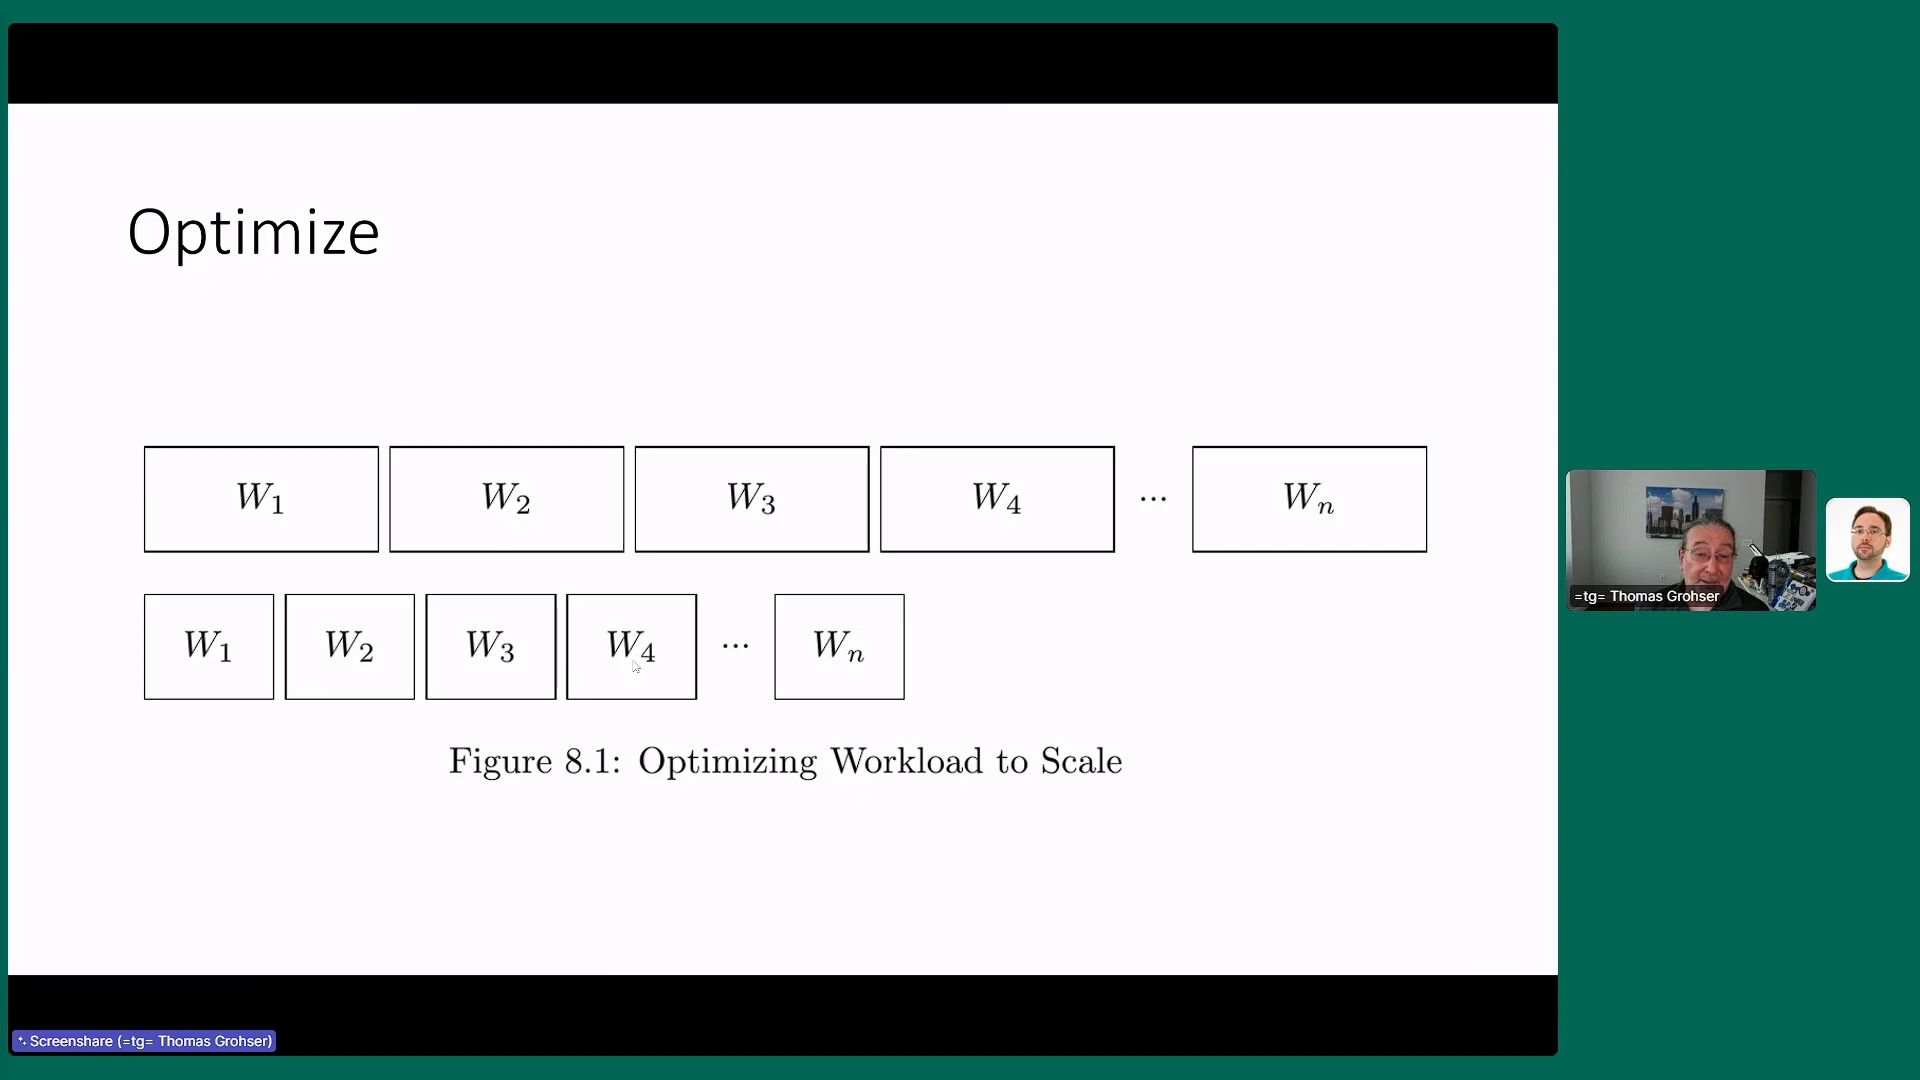 Optimize
W1 W2 W3 W4 ... Wn
W1 W2 W3 W4 ... Wn
Figure 8.1: Optimizing Workload to Scale
=tg= Thomas Grohser
Screenshare (=tg= Thomas Grohser)